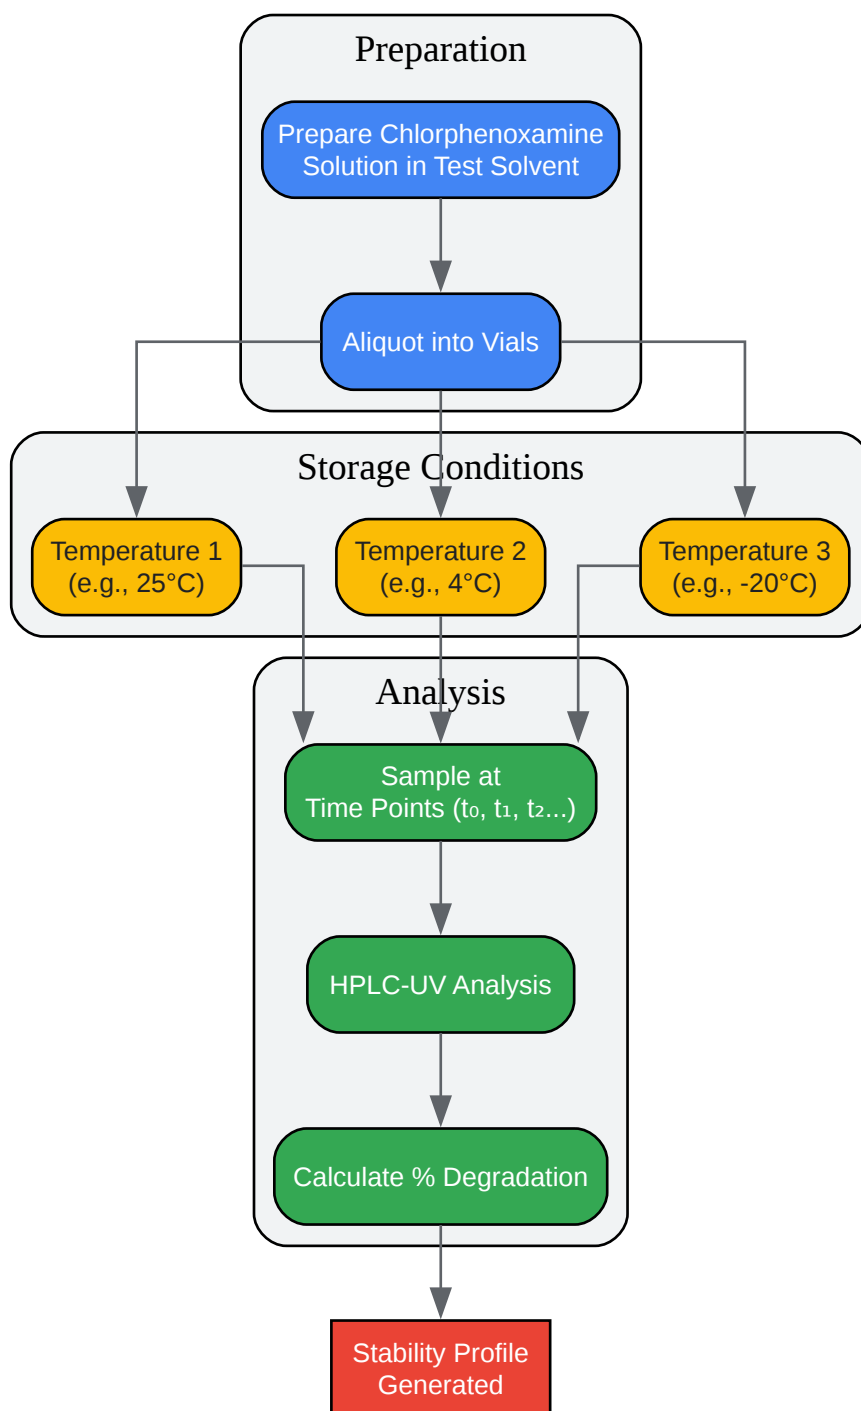 Preparation
Prepare Chlorphenoxamine
Solution in Test Solvent
Aliquot into Vials
Storage Conditions
Temperature 1
(e.g., 25°C)
Temperature 2
(e.g., 4°C)
Temperature 3
(e.g., -20°C)
Analysis
Sample at
Time Points (t₀, t₁, t₂...)
HPLC-UV Analysis
Calculate % Degradation
Stability Profile
Generated